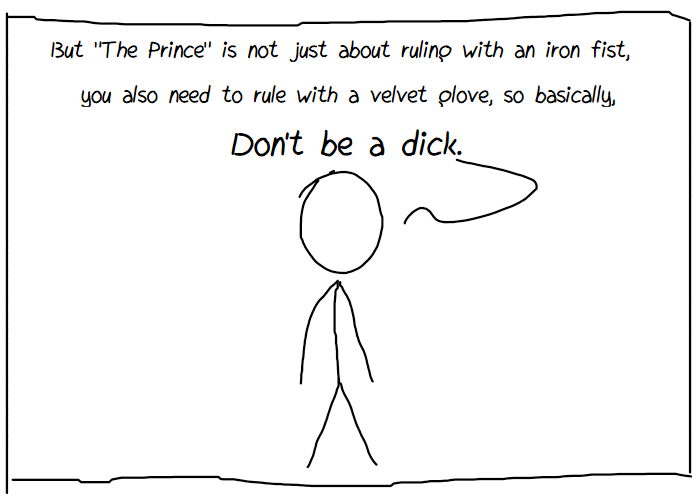 But "The Prince" is not just about ruling with an iron fist,
you also need to rule with a velvet glove, so basically,
Don't be a dick.